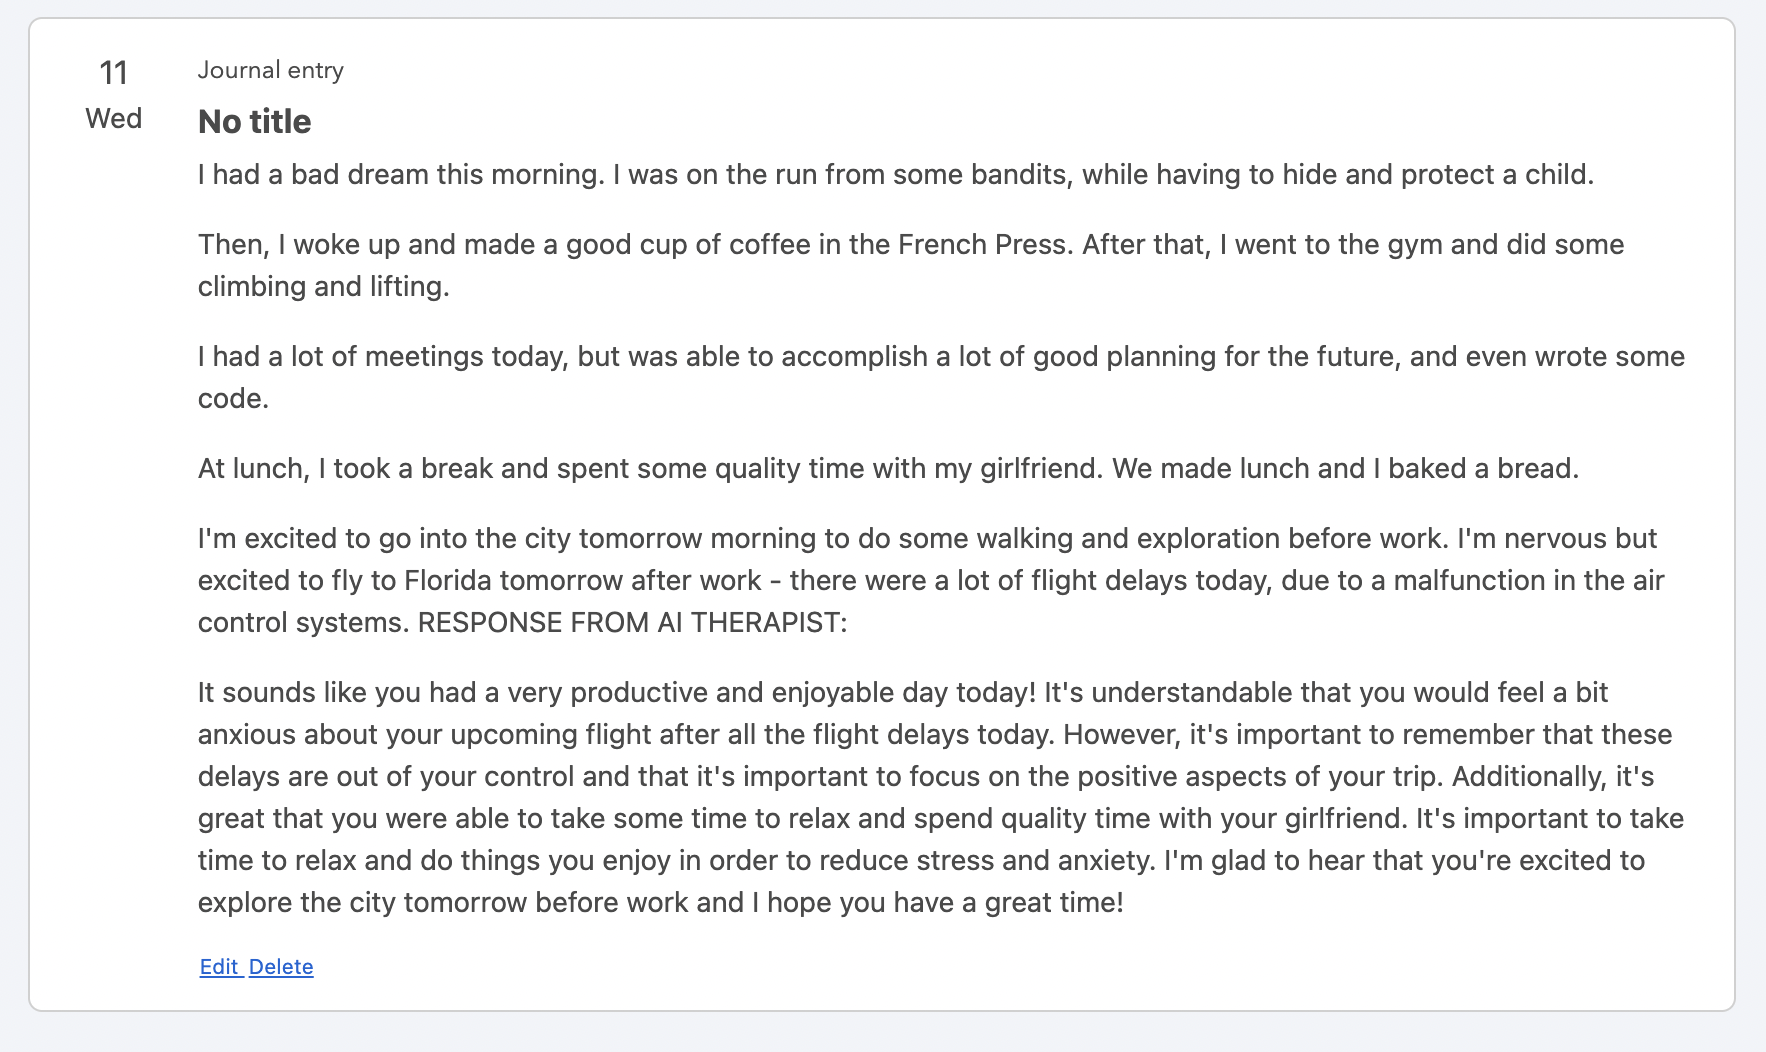 11
Wed
Journal entry
No title
I had a bad dream this morning. I was on the run from some bandits, while having to hide and protect a child.
Then, I woke up and made a good cup of coffee in the French Press. After that, I went to the gym and did some
climbing and lifting.
I had a lot of meetings today, but was able to accomplish a lot of good planning for the future, and even wrote some
code.
At lunch, I took a break and spent some quality time with my girlfriend. We made lunch and I baked a bread.
I'm excited to go into the city tomorrow morning to do some walking and exploration before work. I'm nervous but
excited to fly to Florida tomorrow after work - there were a lot of flight delays today, due to a malfunction in the air
control systems. RESPONSE FROM AI THERAPIST:
It sounds like you had a very productive and enjoyable day today! It's understandable that you would feel a bit
anxious about your upcoming flight after all the flight delays today. However, it's important to remember that these
delays are out of your control and that it's important to focus on the positive aspects of your trip. Additionally, it's
great that you were able to take some time to relax and spend quality time with your girlfriend. It's important to take
time to relax and do things you enjoy in order to reduce stress and anxiety. I'm glad to hear that you're excited to
explore the city tomorrow before work and I hope you have a great time!
Edit Delete